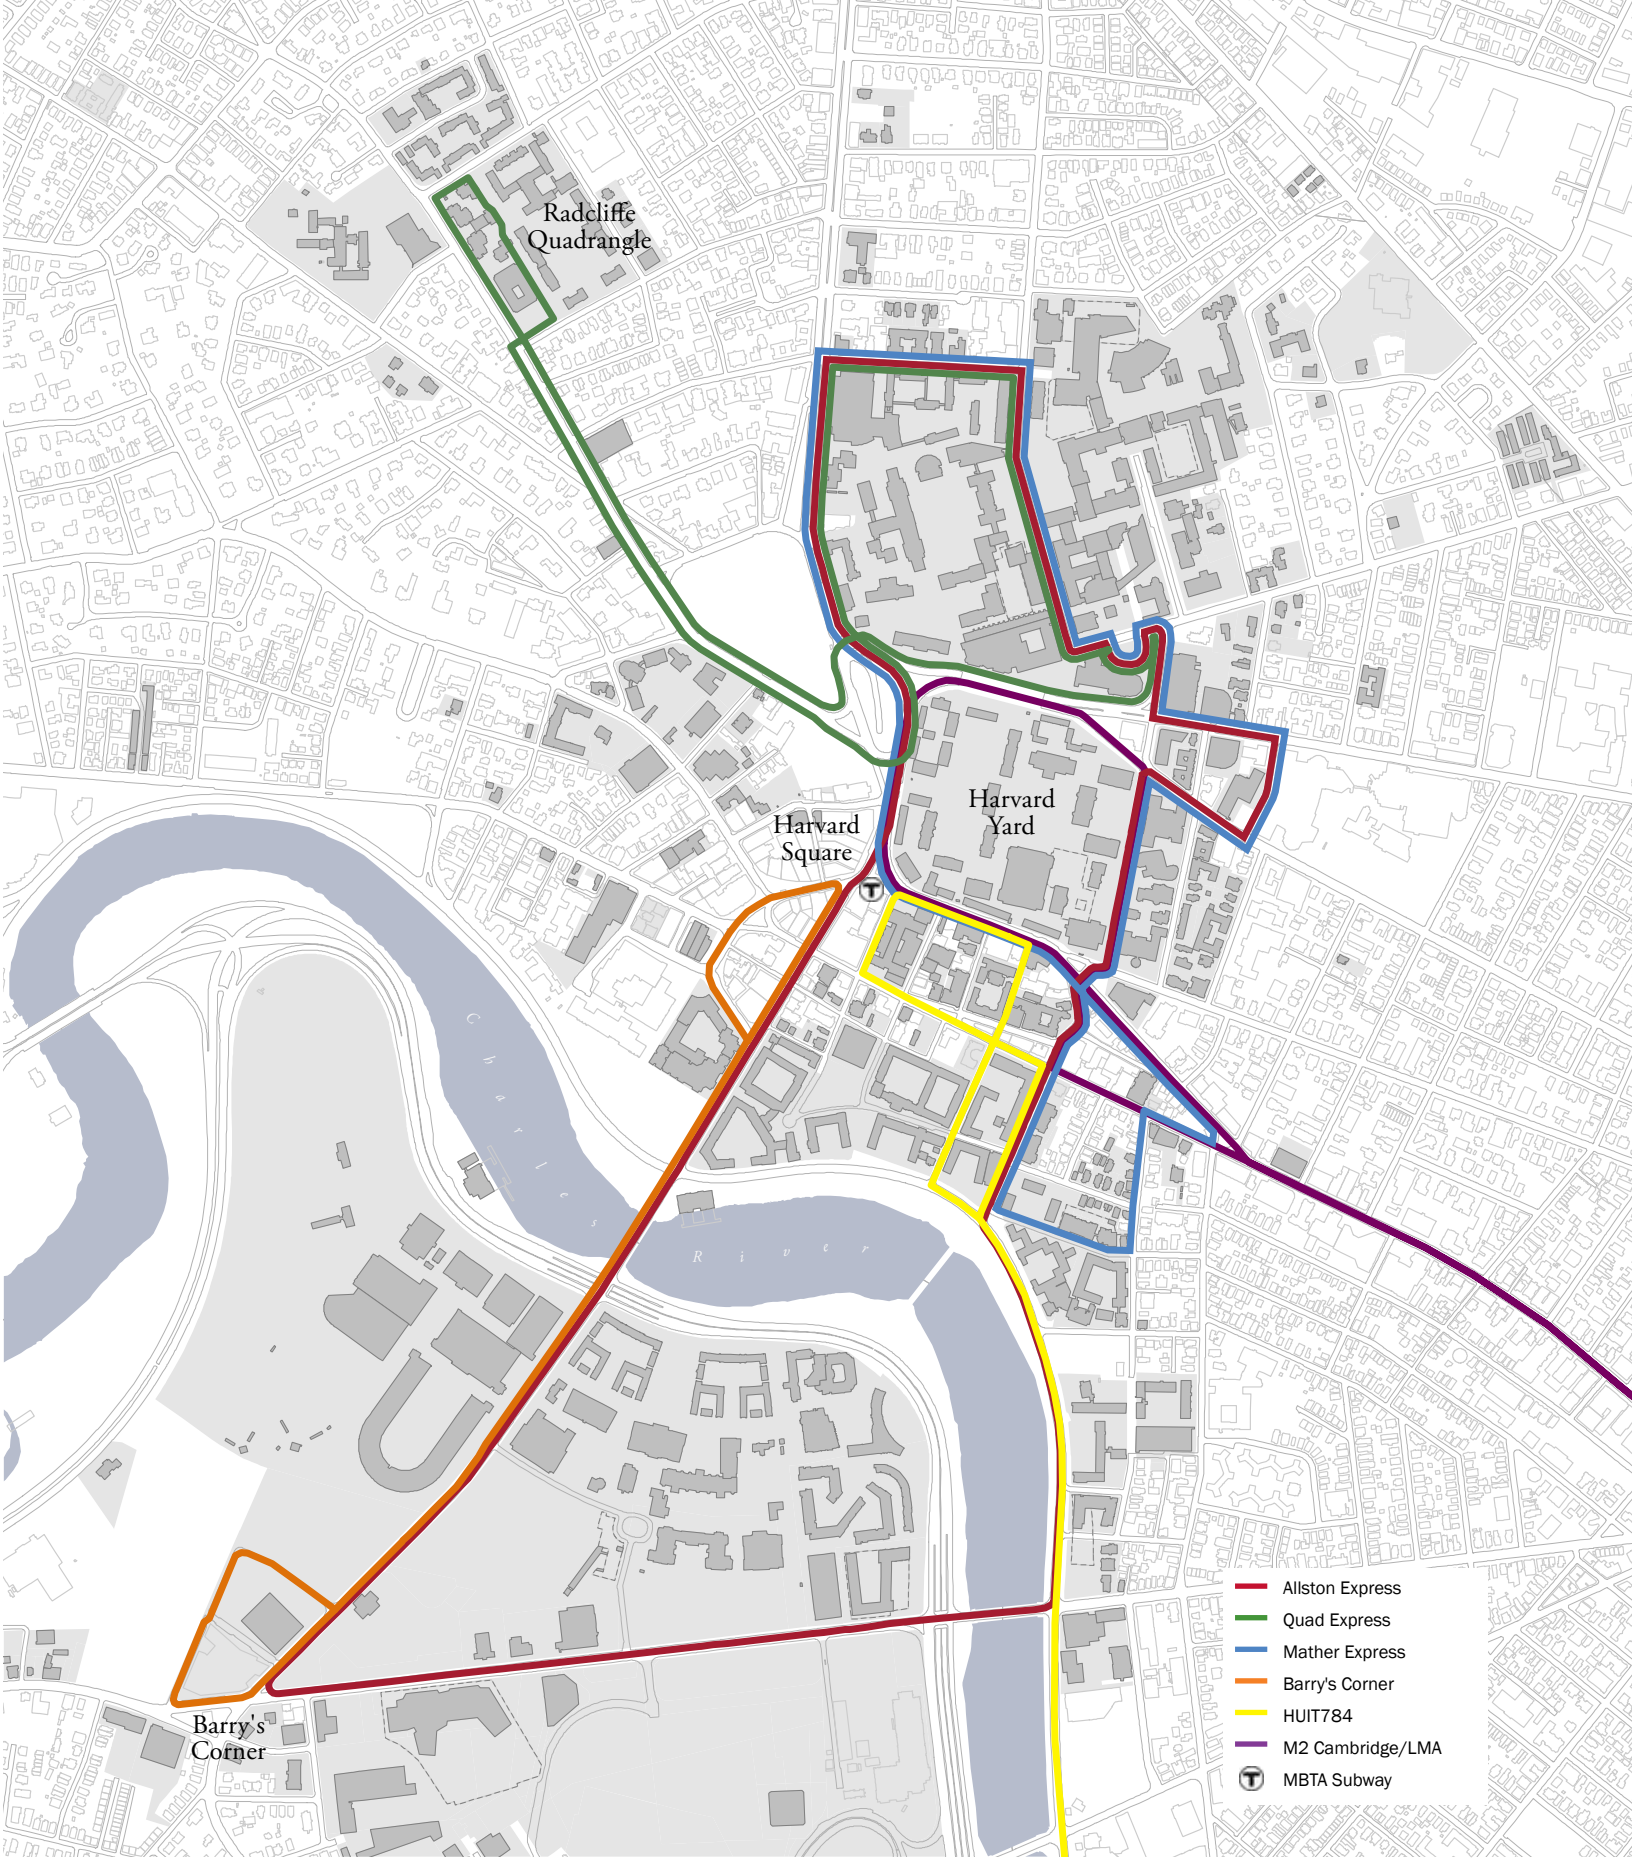 Radcliffe
Quadrangle
Harvard
Yard
Harvard
Square
T
Charles
River
Barry's
Corner
Allston Express
Quad Express
Mather Express
Barry's Corner
HUIT784
M2 Cambridge/LMA
T MBTA Subway